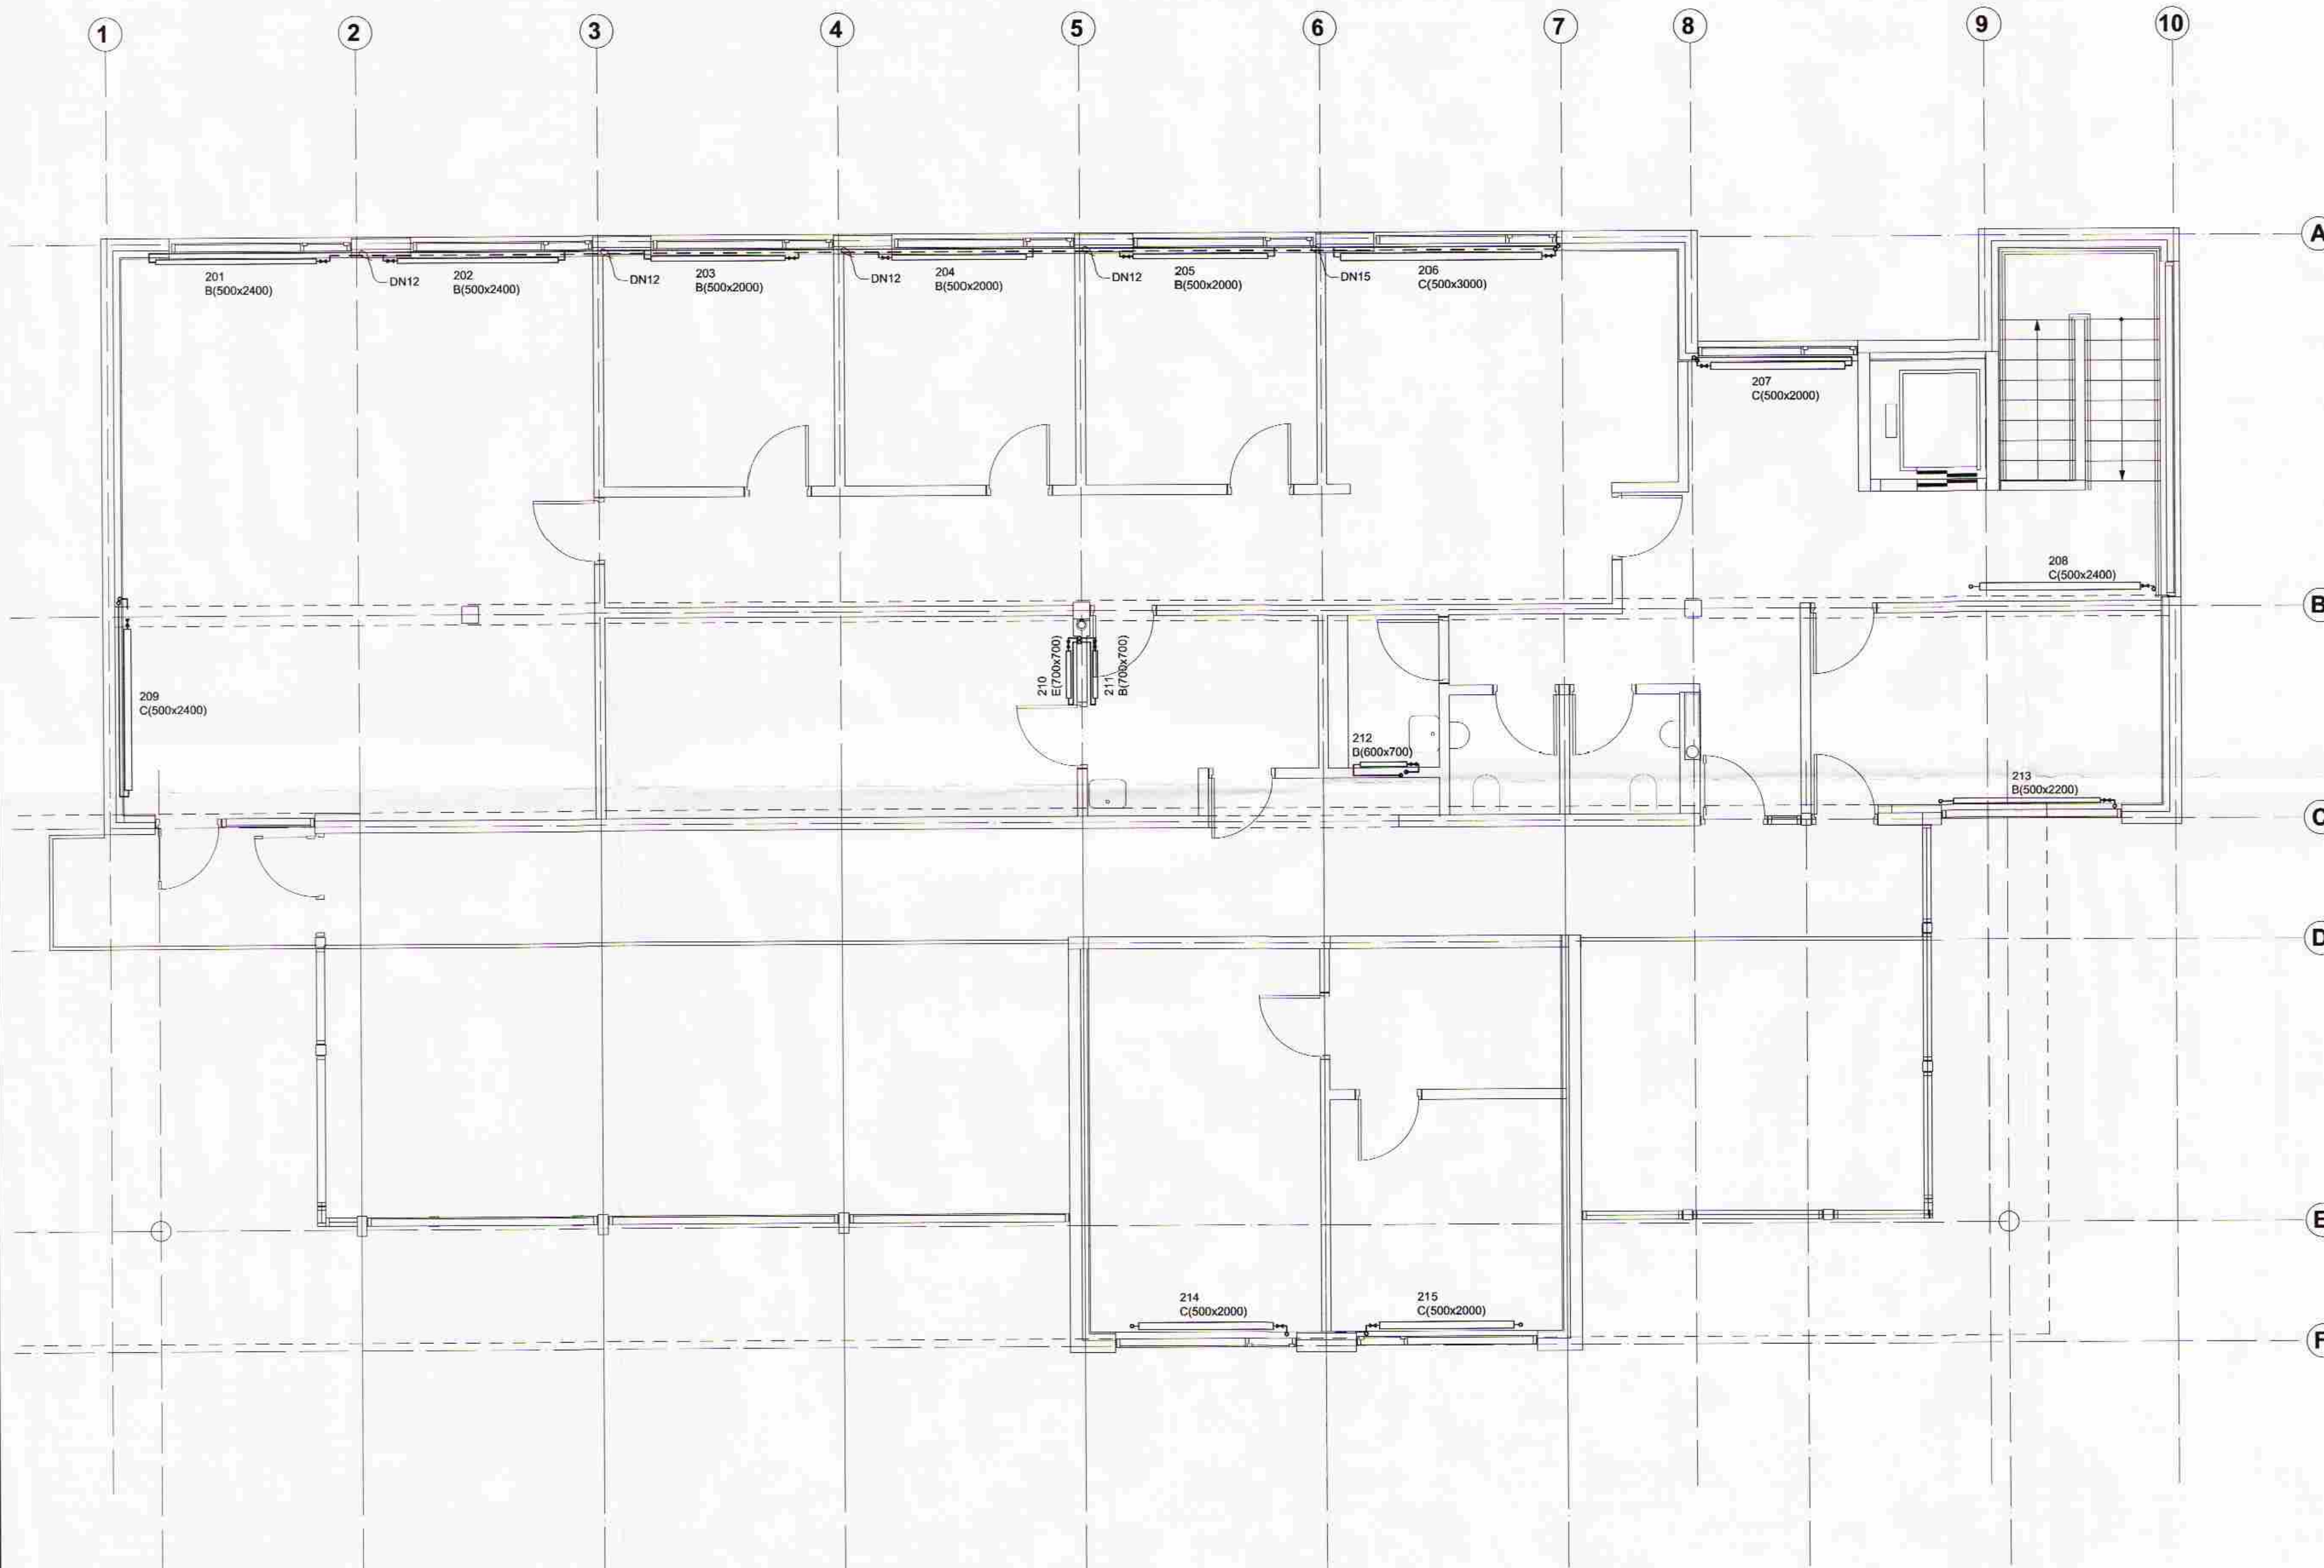 1 2 3 4 5 6 7 8 9 10
A
201
B(500x2400)
DN12
202
B(500x2400)
DN12
203
B(500x2000)
DN12
204
B(500x2000)
DN12
205
B(500x2000)
DN15
206
C(500x3000)
207
C(500x2000)
208
C(500x2400)
B
209
C(500x2400)
210
E(700x700)
211
B(700x700)
212
B(600x700)
213
B(500x2200)
C
D
E
214
C(500x2000)
215
C(500x2000)
F